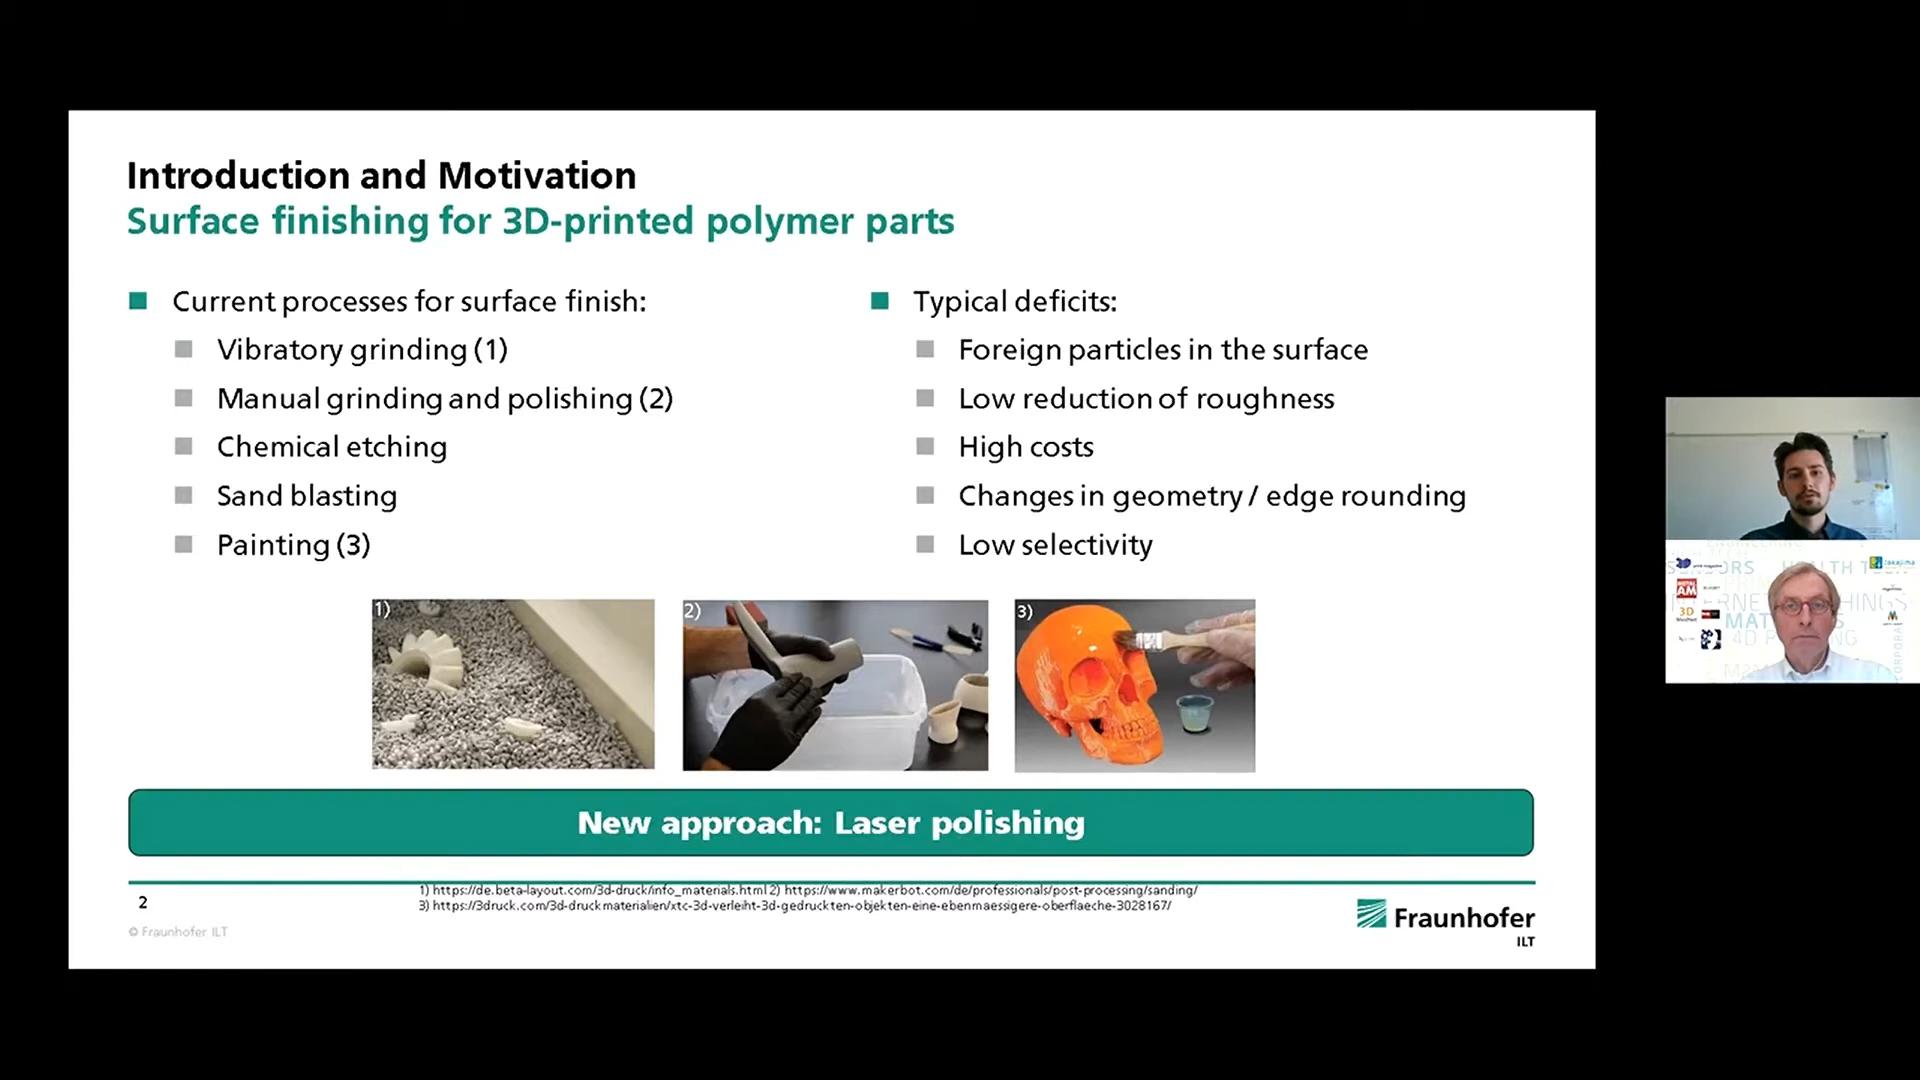 Introduction and Motivation
Surface finishing for 3D-printed polymer parts
Current processes for surface finish:
Vibratory grinding (1)
Manual grinding and polishing (2)
Chemical etching
Sand blasting
Painting (3)
Typical deficits:
Foreign particles in the surface
Low reduction of roughness
High costs
Changes in geometry / edge rounding
Low selectivity
1)
2)
3)
New approach: Laser polishing
1) https://de.beta-layout.com/3d-druck/info_materials.html 2) https://www.makerbot.com/de/professionals/post-processing/sanding/
3) https://3druck.com/3d-druckmaterialien/xtc-3d-verleiht-3d-gedruckten-objekten-eine-ebenmaessigere-oberflaeche-3028167/
2
© Fraunhofer ILT
Fraunhofer
ILT
HEALTH
AM
3D
4D